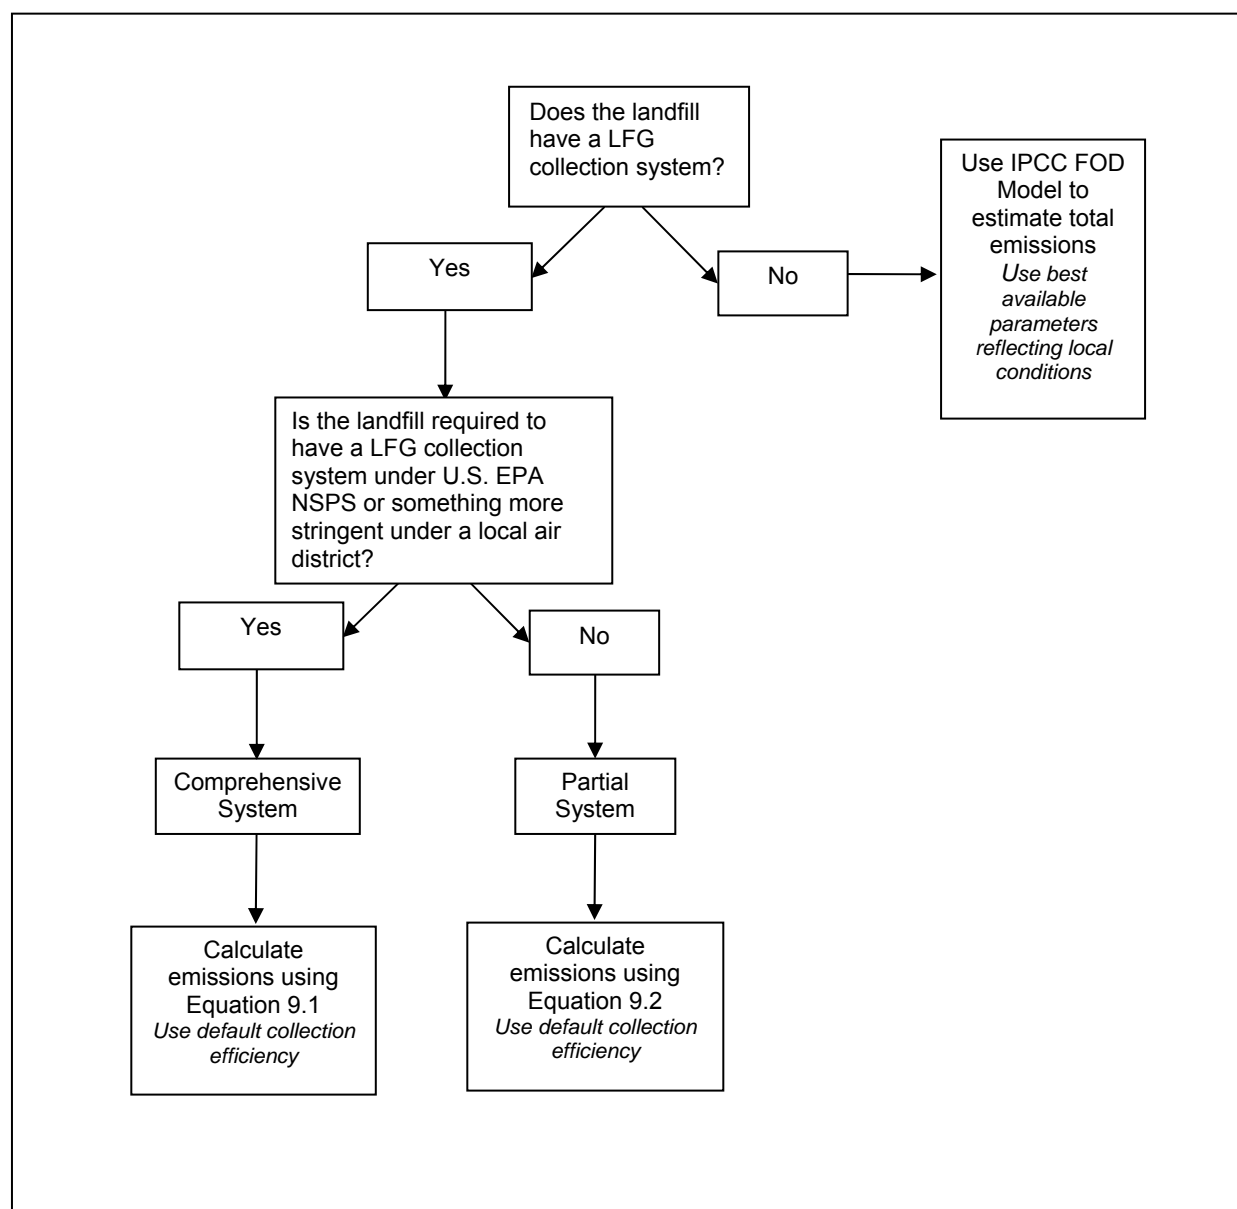 Does the landfill
have a LFG
collection system?
Use IPCC FOD
Model to
estimate total
emissions
Use best
available
parameters
reflecting local
conditions
Yes
No
Is the landfill required to
have a LFG collection
system under U.S. EPA
NSPS or something more
stringent under a local air
district?
Yes
No
Comprehensive
System
Partial
System
Calculate
emissions using
Equation 9.1
Use default collection
efficiency
Calculate
emissions using
Equation 9.2
Use default collection
efficiency